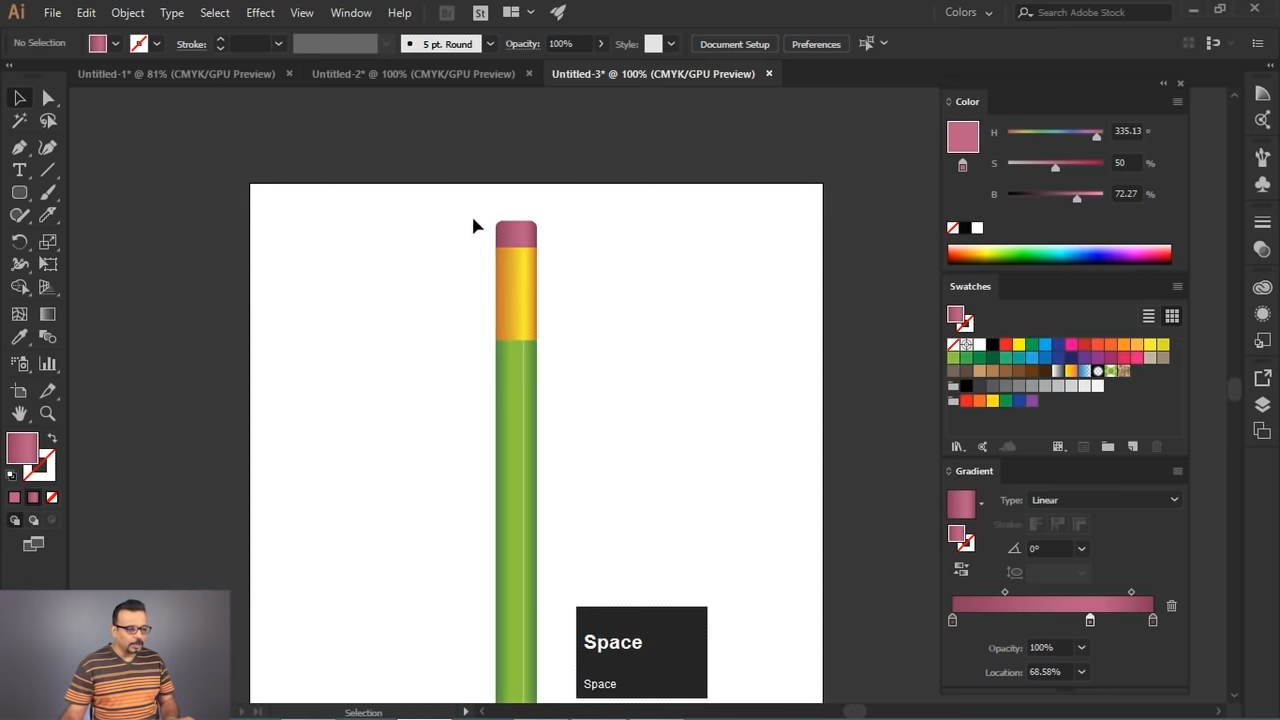 Ai File Edit Object Type Select Effect View Window Help Br St Colors Search Adobe Stock
No Selection Stroke: 5 pt. Round Opacity: 100% Style: Document Setup Preferences
Untitled-1* @ 81% (CMYK/GPU Preview) × Untitled-2* @ 100% (CMYK/GPU Preview) × Untitled-3* @ 100% (CMYK/GPU Preview) ×
Color
H 335.13 °
S 50 %
B 72.27 %
Swatches
Gradient
Type: Linear
Stroke:
0°
Opacity: 100%
Location: 68.58%
Space
Space
Selection